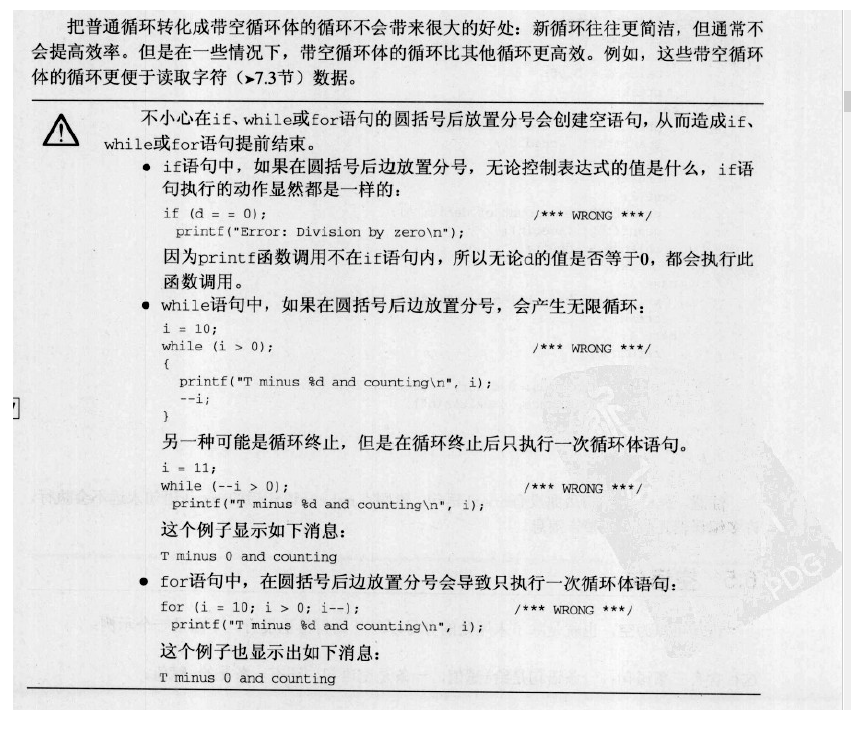 把普通循环转化成带空循环体的循环不会带来很大的好处：新循环往往更简洁，但通常不
会提高效率。但是在一些情况下，带空循环体的循环比其他循环更高效。例如，这些带空循环
体的循环更便于读取字符（➤7.3节）数据。
不小心在if、while或for语句的圆括号后放置分号会创建空语句，从而造成if、
while或for语句提前结束。
● if语句中，如果在圆括号后边放置分号，无论控制表达式的值是什么，if语
句执行的动作显然都是一样的：
if (d = = 0); /*** WRONG ***/
printf("Error: Division by zero\n");
因为printf函数调用不在if语句内，所以无论d的值是否等于0，都会执行此
函数调用。
● while语句中，如果在圆括号后边放置分号，会产生无限循环：
i = 10;
while (i > 0); /*** WRONG ***/
{
printf("T minus %d and counting\n", i);
--i;
}
另一种可能是循环终止，但是在循环终止后只执行一次循环体语句。
i = 11;
while (--i > 0); /*** WRONG ***/
printf("T minus %d and counting\n", i);
这个例子显示如下消息：
T minus 0 and counting
● for语句中，在圆括号后边放置分号会导致只执行一次循环体语句：
for (i = 10; i > 0; i--); /*** WRONG ***/
printf("T minus %d and counting\n", i);
这个例子也显示出如下消息：
T minus 0 and counting
PDG